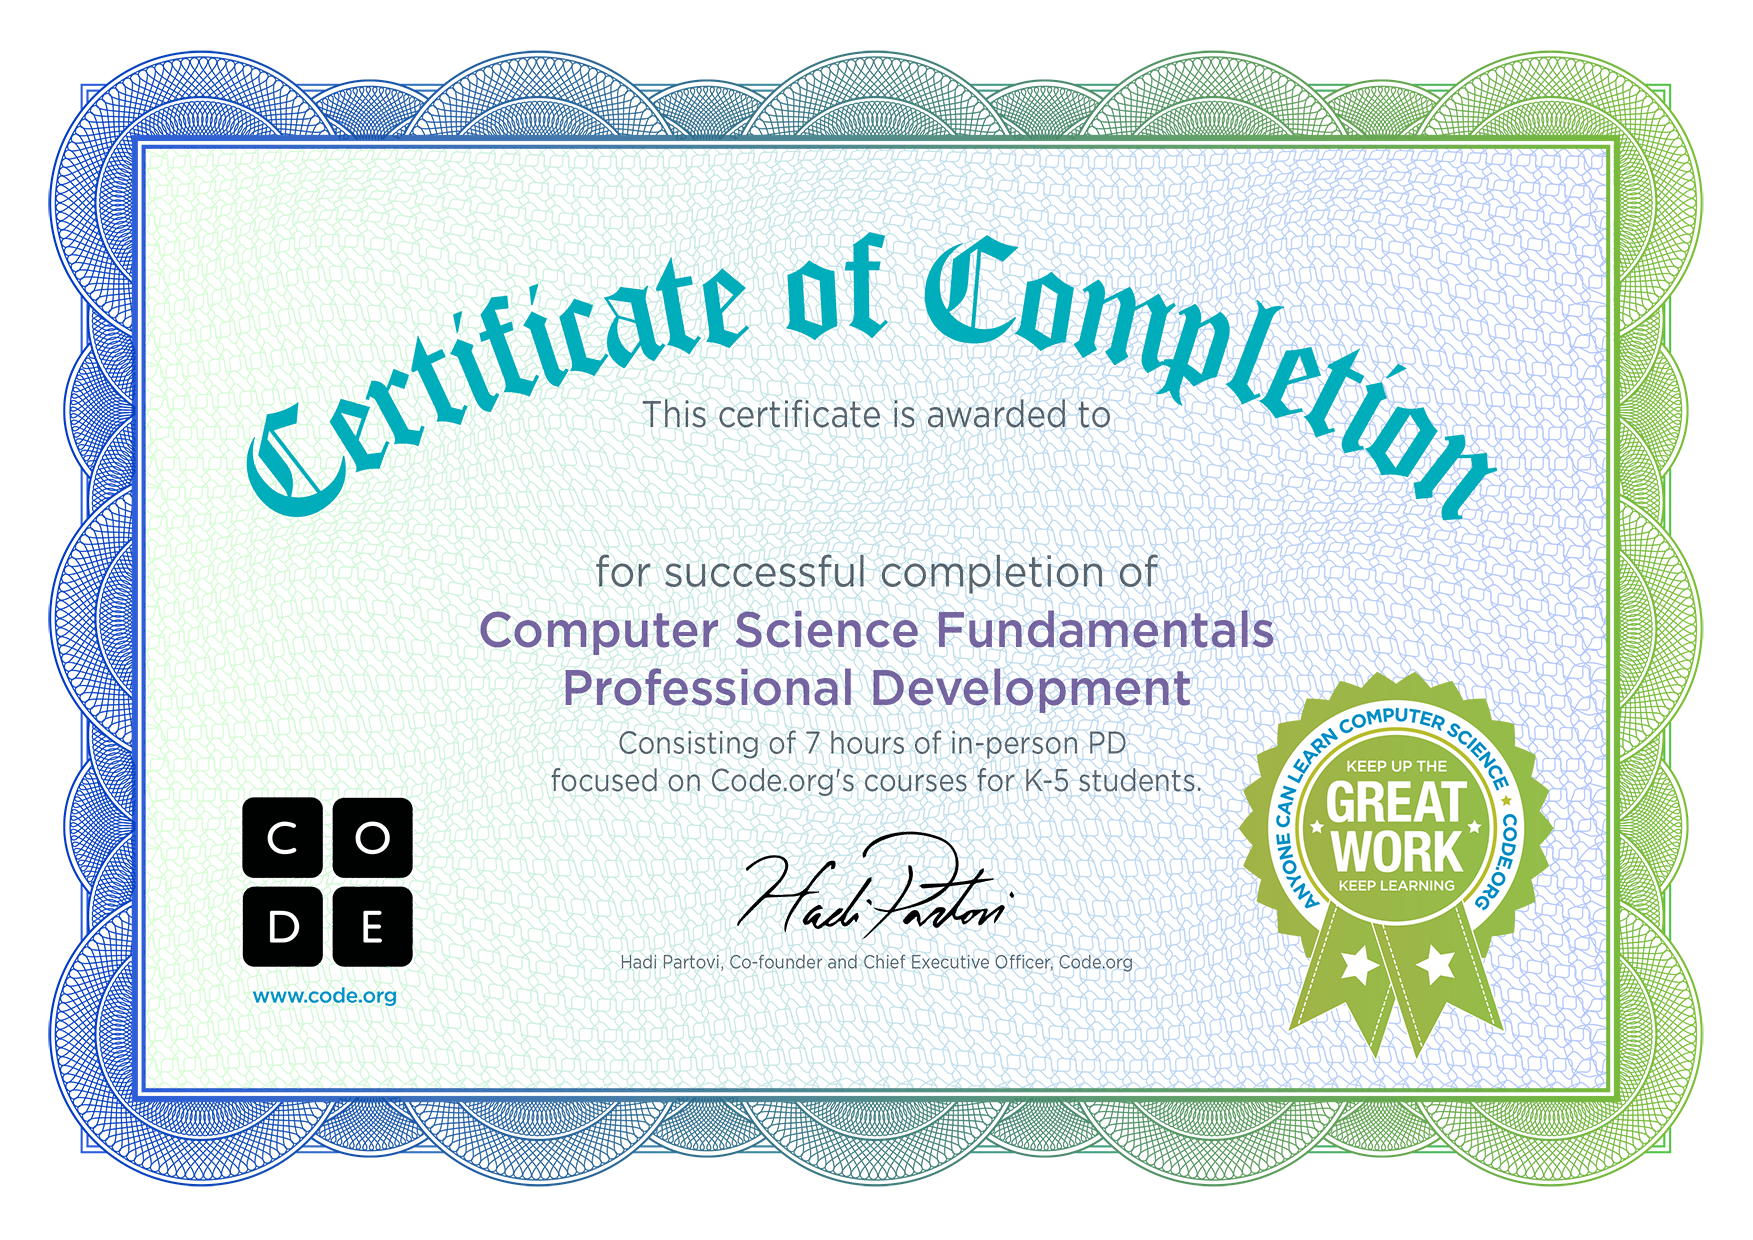 Certificate of Completion
This certificate is awarded to
for successful completion of
Computer Science Fundamentals
Professional Development
Consisting of 7 hours of in-person PD
focused on Code.org's courses for K-5 students.
Hadi Partovi
Hadi Partovi, Co-founder and Chief Executive Officer, Code.org
C O
D E
www.code.org
ANYONE CAN LEARN COMPUTER SCIENCE ★ CODE.ORG
KEEP UP THE
GREAT
WORK
KEEP LEARNING